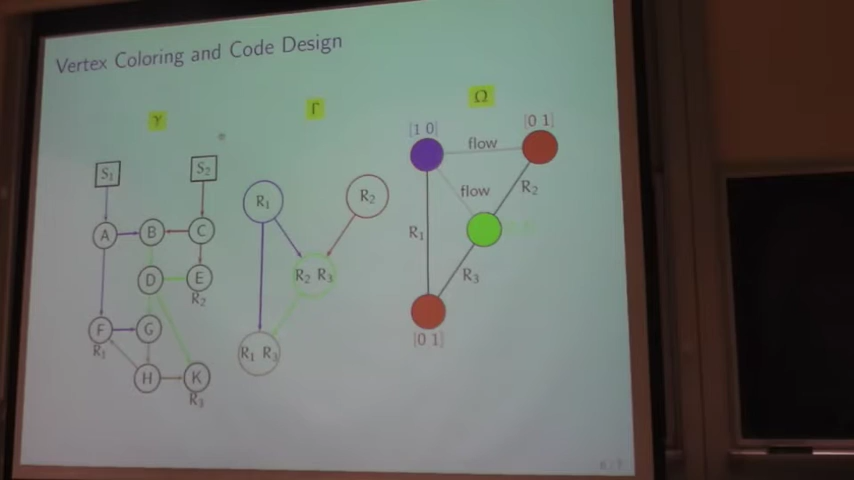 Vertex Coloring and Code Design
γ
Γ
Ω
S₁
S₂
A
B
C
D
E
R₂
F
R₁
G
H
K
R₃
R₁
R₂
R₂ R₃
R₁ R₃
[1 0]
[0 1]
flow
flow
R₁
R₂
R₃
[0 1]